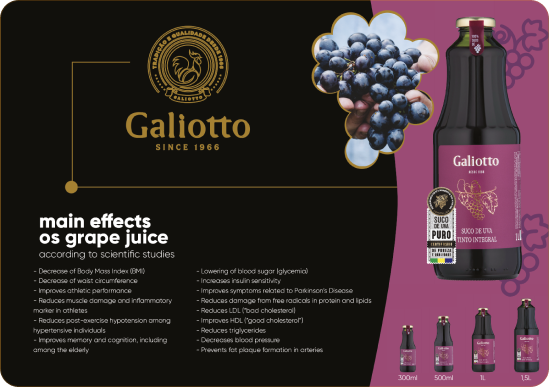 TRADIÇÃO E QUALIDADE DESDE 1966
GALIOTTO
Galiotto
SINCE 1966
main effects
os grape juice
according to scientific studies
- Decrease of Body Mass Index (BMI)
- Decrease of waist circumference
- Improves athletic performance
- Reduces muscle damage and inflammatory
marker in athletes
- Reduces post-exercise hypotension among
hypertensive individuals
- Improves memory and cognition, including
among the elderly
- Lowering of blood sugar (glycemia)
- Increases insulin sensitivity
- Improves symptoms related to Parkinson's Disease
- Reduces damage from free radicals in protein and lipids
- Reduces LDL ("bad cholesterol)
- Improves HDL ("good cholesterol")
- Reduces triglycerides
- Decreases blood pressure
- Prevents fat plaque formation in arteries
Galiotto
DESDE 1966
SUCO DE UVA
TINTO INTEGRAL
SUCO
DE UVA
PURO
300ml
500ml
1L
1,5L